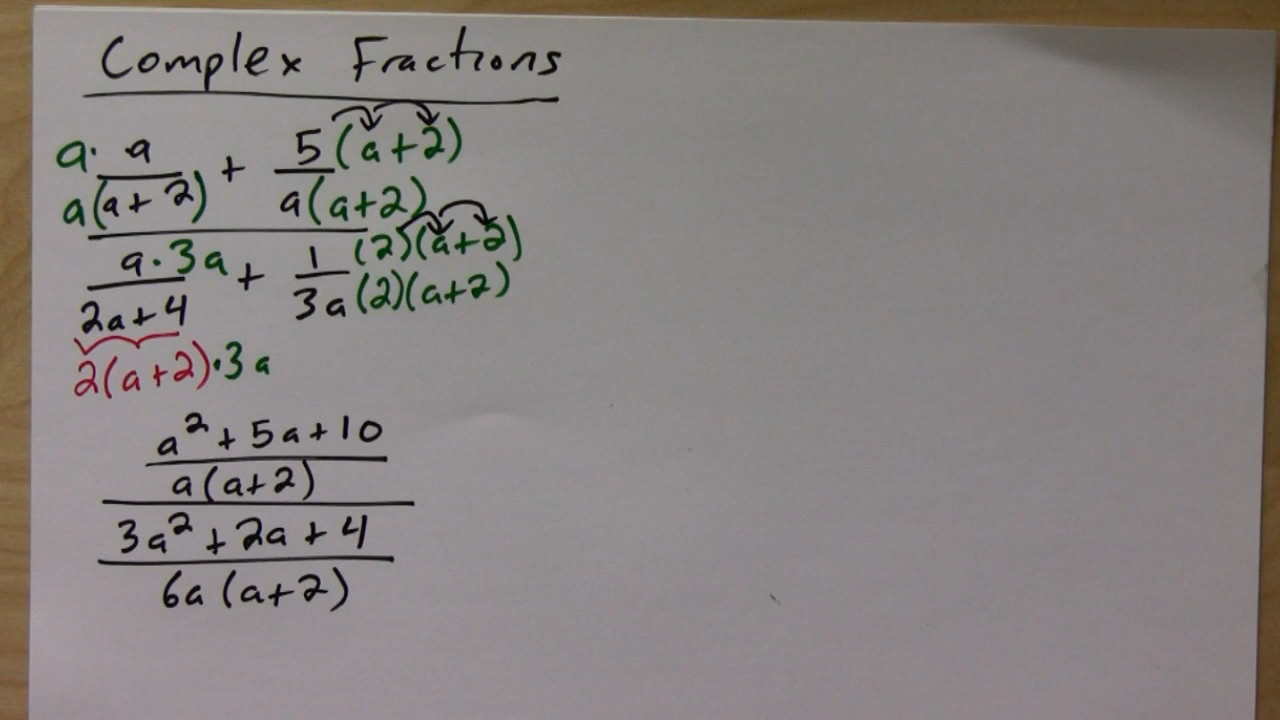 Complex Fractions
a· a + 5(a+2)
a(a+2) a(a+2)
a·3a + 1 (2)(a+2)
2a+4 3a(2)(a+2)
2(a+2)·3a
a² + 5a + 10
a(a+2)
3a² + 2a + 4
6a(a+2)